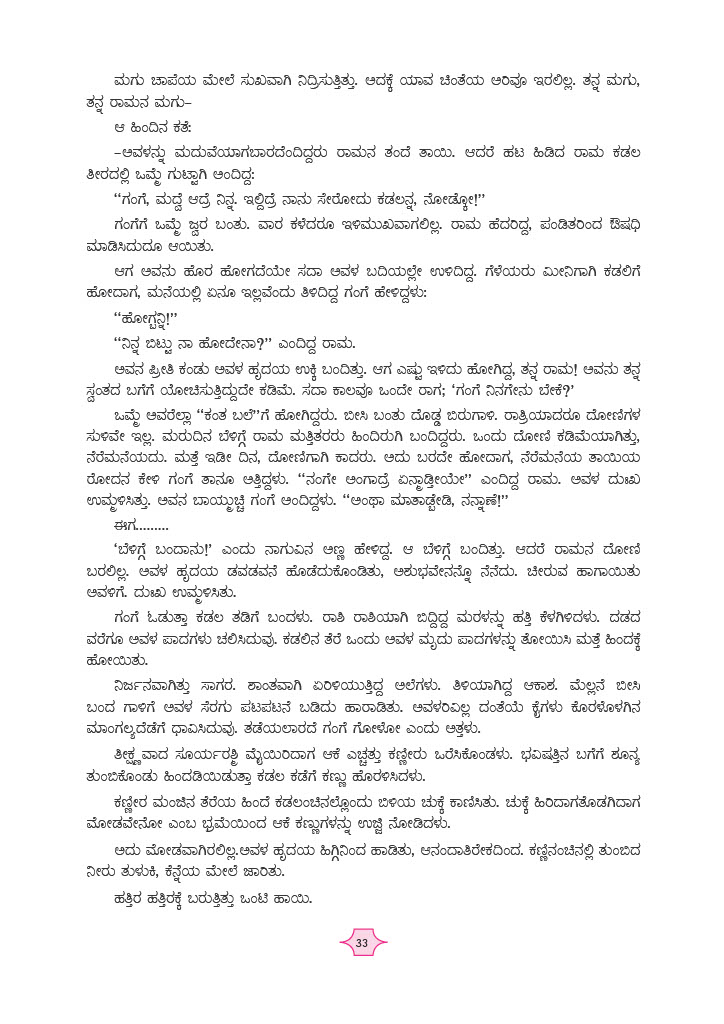 ಮಗು ಚಾಪೆಯ ಮೇಲೆ ಸುಖವಾಗಿ ನಿದ್ರಿಸುತ್ತಿತ್ತು. ಅದಕ್ಕೆ ಯಾವ ಚಿಂತೆಯ ಅರಿವೂ ಇರಲಿಲ್ಲ. ತನ್ನ ಮಗು,
ತನ್ನ ರಾಮನ ಮಗು–
ಆ ಹಿಂದಿನ ಕತೆ:
–ಅವಳನ್ನು ಮದುವೆಯಾಗಬಾರದೆಂದಿದ್ದರು ರಾಮನ ತಂದೆ ತಾಯಿ. ಆದರೆ ಹಟ ಹಿಡಿದ ರಾಮ ಕಡಲ
ತೀರದಲ್ಲಿ ಒಮ್ಮೆ ಗುಟ್ಟಾಗಿ ಅಂದಿದ್ದ:
“ಗಂಗೆ, ಮದ್ವೆ ಆದ್ರೆ ನಿನ್ನ. ಇಲ್ದಿದ್ರೆ ನಾನು ಸೇರೋದು ಕಡಲನ್ನ, ನೋಡ್ಕೋ!”
ಗಂಗೆಗೆ ಒಮ್ಮೆ ಜ್ವರ ಬಂತು. ವಾರ ಕಳೆದರೂ ಇಳಿಮುಖವಾಗಲಿಲ್ಲ. ರಾಮ ಹೆದರಿದ್ದ, ಪಂಡಿತರಿಂದ ಔಷಧಿ
ಮಾಡಿಸಿದುದೂ ಆಯಿತು.
ಆಗ ಅವನು ಹೊರ ಹೋಗದೆಯೇ ಸದಾ ಅವಳ ಬದಿಯಲ್ಲೇ ಉಳಿದಿದ್ದ. ಗೆಳೆಯರು ಮೀನಿಗಾಗಿ ಕಡಲಿಗೆ
ಹೋದಾಗ, ಮನೆಯಲ್ಲಿ ಏನೂ ಇಲ್ಲವೆಂದು ತಿಳಿದಿದ್ದ ಗಂಗೆ ಹೇಳಿದ್ದಳು:
“ಹೋಗ್ಬನ್ನಿ!”
“ನಿನ್ನ ಬಿಟ್ಟು ನಾ ಹೋದೇನಾ?” ಎಂದಿದ್ದ ರಾಮ.
ಅವನ ಪ್ರೀತಿ ಕಂಡು ಅವಳ ಹೃದಯ ಉಕ್ಕಿ ಬಂದಿತ್ತು. ಆಗ ಎಷ್ಟು ಇಳಿದು ಹೋಗಿದ್ದ, ತನ್ನ ರಾಮ! ಅವನು ತನ್ನ
ಸ್ವಂತದ ಬಗೆಗೆ ಯೋಚಿಸುತ್ತಿದ್ದುದೇ ಕಡಿಮೆ. ಸದಾ ಕಾಲವೂ ಒಂದೇ ರಾಗ; ‘ಗಂಗೆ ನಿನಗೇನು ಬೇಕೆ?’
ಒಮ್ಮೆ ಅವರೆಲ್ಲಾ “ಕಂತ ಬಲೆ”ಗೆ ಹೋಗಿದ್ದರು. ಬೀಸಿ ಬಂತು ದೊಡ್ಡ ಬಿರುಗಾಳಿ. ರಾತ್ರಿಯಾದರೂ ದೋಣಿಗಳ
ಸುಳಿವೇ ಇಲ್ಲ. ಮರುದಿನ ಬೆಳಿಗ್ಗೆ ರಾಮ ಮತ್ತಿತರರು ಹಿಂದಿರುಗಿ ಬಂದಿದ್ದರು. ಒಂದು ದೋಣಿ ಕಡಿಮೆಯಾಗಿತ್ತು,
ನೆರೆಮನೆಯದು. ಮತ್ತೆ ಇಡೀ ದಿನ, ದೋಣಿಗಾಗಿ ಕಾದರು. ಅದು ಬರದೇ ಹೋದಾಗ, ನೆರೆಮನೆಯ ತಾಯಿಯ
ರೋದನ ಕೇಳಿ ಗಂಗೆ ತಾನೂ ಅತ್ತಿದ್ದಳು. “ನಂಗೇ ಅಂಗಾದ್ರೆ ಏನ್ಮಾಡ್ತೀಯೇ” ಎಂದಿದ್ದ ರಾಮ. ಅವಳ ದುಃಖ
ಉಮ್ಮಳಿಸಿತ್ತು. ಅವನ ಬಾಯ್ಮುಚ್ಚಿ ಗಂಗೆ ಅಂದಿದ್ದಳು. “ಅಂಥಾ ಮಾತಾಡ್ಬೇಡಿ, ನನ್ನಾಣೆ!”
ಈಗ.........
‘ಬೆಳಿಗ್ಗೆ ಬಂದಾನು!’ ಎಂದು ನಾಗುವಿನ ಅಣ್ಣ ಹೇಳಿದ್ದ. ಆ ಬೆಳಿಗ್ಗೆ ಬಂದಿತ್ತು. ಆದರೆ ರಾಮನ ದೋಣಿ
ಬರಲಿಲ್ಲ. ಅವಳ ಹೃದಯ ಡವಡವನೆ ಹೊಡೆದುಕೊಂಡಿತು, ಅಶುಭವೇನನ್ನೊ ನೆನೆದು. ಚೀರುವ ಹಾಗಾಯಿತು
ಅವಳಿಗೆ. ದುಃಖ ಉಮ್ಮಳಿಸಿತು.
ಗಂಗೆ ಓಡುತ್ತಾ ಕಡಲ ತಡಿಗೆ ಬಂದಳು. ರಾಶಿ ರಾಶಿಯಾಗಿ ಬಿದ್ದಿದ್ದ ಮರಳನ್ನು ಹತ್ತಿ ಕೆಳಗಿಳಿದಳು. ದಡದ
ವರೆಗೂ ಅವಳ ಪಾದಗಳು ಚಲಿಸಿದುವು. ಕಡಲಿನ ತೆರೆ ಒಂದು ಅವಳ ಮೃದು ಪಾದಗಳನ್ನು ತೋಯಿಸಿ ಮತ್ತೆ ಹಿಂದಕ್ಕೆ
ಹೋಯಿತು.
ನಿರ್ಜನವಾಗಿತ್ತು ಸಾಗರ. ಶಾಂತವಾಗಿ ಏರಿಳಿಯುತ್ತಿದ್ದ ಅಲೆಗಳು. ತಿಳಿಯಾಗಿದ್ದ ಆಕಾಶ. ಮೆಲ್ಲನೆ ಬೀಸಿ
ಬಂದ ಗಾಳಿಗೆ ಅವಳ ಸೆರಗು ಪಟಪಟನೆ ಬಡಿದು ಹಾರಾಡಿತು. ಅವಳರಿವಿಲ್ಲ ದಂತೆಯೆ ಕೈಗಳು ಕೊರಳೊಳಗಿನ
ಮಾಂಗಲ್ಯದೆಡೆಗೆ ಧಾವಿಸಿದುವು. ತಡೆಯಲಾರದೆ ಗಂಗೆ ಗೋಳೋ ಎಂದು ಅತ್ತಳು.
ತೀಕ್ಷ್ಣವಾದ ಸೂರ್ಯರಶ್ಮಿ ಮೈಯಿರಿದಾಗ ಆಕೆ ಎಚ್ಚತ್ತು ಕಣ್ಣೀರು ಒರೆಸಿಕೊಂಡಳು. ಭವಿಷತ್ತಿನ ಬಗೆಗೆ ಶೂನ್ಯ
ತುಂಬಿಕೊಂಡು ಹಿಂದಡಿಯಿಡುತ್ತಾ ಕಡಲ ಕಡೆಗೆ ಕಣ್ಣು ಹೊರಳಿಸಿದಳು.
ಕಣ್ಣೀರ ಮಂಜಿನ ತೆರೆಯ ಹಿಂದೆ ಕಡಲಂಚಿನಲ್ಲೊಂದು ಬಿಳಿಯ ಚುಕ್ಕೆ ಕಾಣಿಸಿತು. ಚುಕ್ಕೆ ಹಿರಿದಾಗತೊಡಗಿದಾಗ
ಮೋಡವೇನೋ ಎಂಬ ಭ್ರಮೆಯಿಂದ ಆಕೆ ಕಣ್ಣುಗಳನ್ನು ಉಜ್ಜಿ ನೋಡಿದಳು.
ಅದು ಮೋಡವಾಗಿರಲಿಲ್ಲ.ಅವಳ ಹೃದಯ ಹಿಗ್ಗಿನಿಂದ ಹಾಡಿತು, ಆನಂದಾತಿರೇಕದಿಂದ. ಕಣ್ಣಿನಂಚಿನಲ್ಲಿ ತುಂಬಿದ
ನೀರು ತುಳುಕಿ, ಕೆನ್ನೆಯ ಮೇಲೆ ಜಾರಿತು.
ಹತ್ತಿರ ಹತ್ತಿರಕ್ಕೆ ಬರುತ್ತಿತ್ತು ಒಂಟಿ ಹಾಯಿ.
33